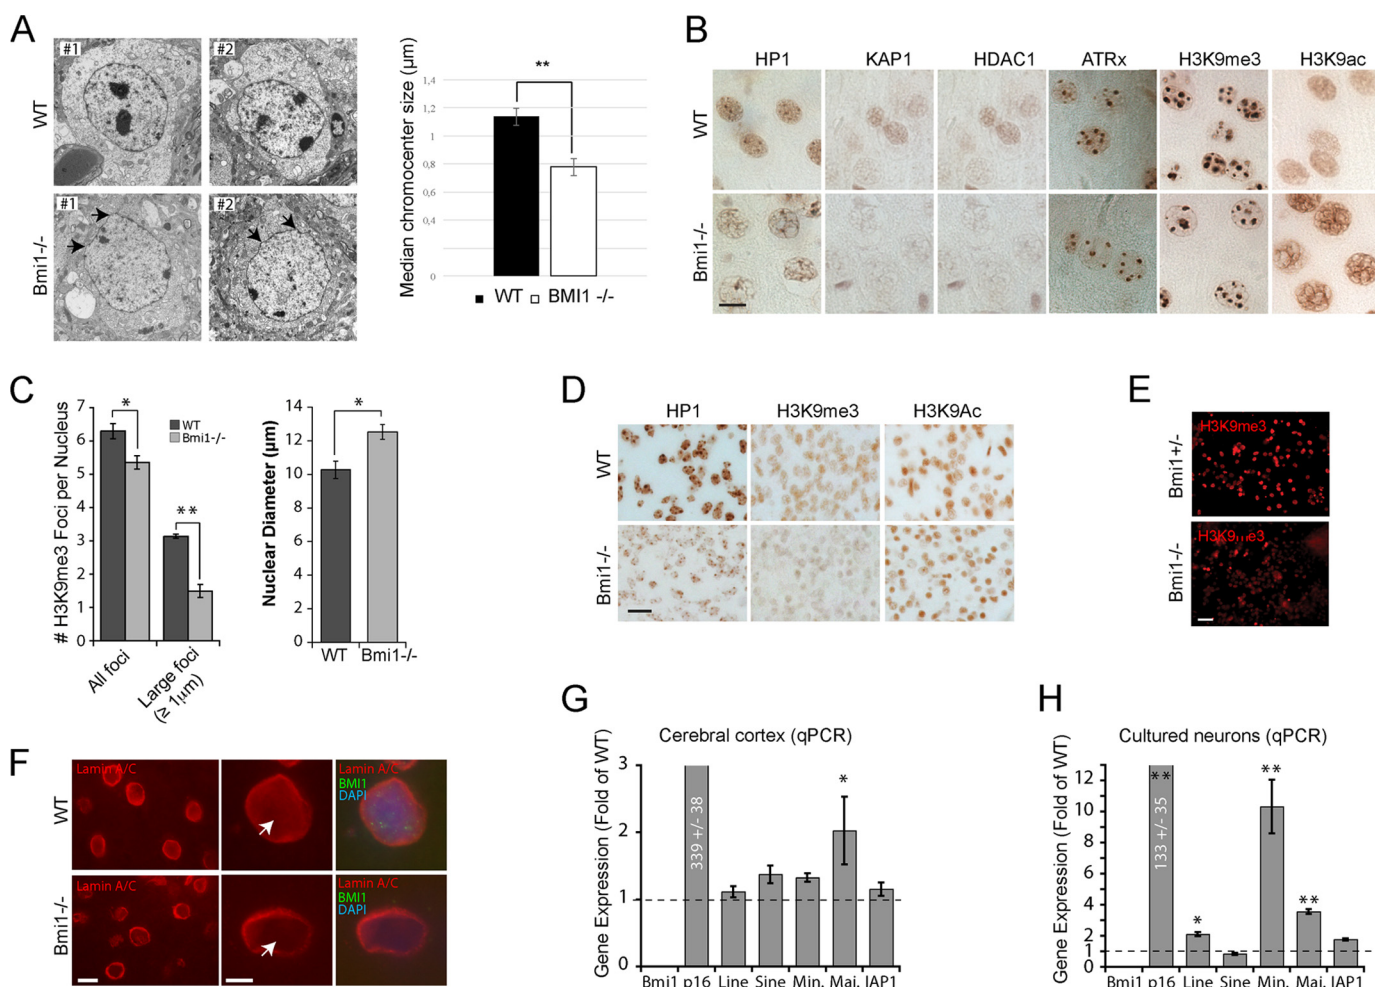 A
#1
#2
WT
#1
#2
Bmi1-/-
Median chromocenter size (μm)
1,4
1,2
1
0,8
0,6
0,4
0,2
0
**
WT BMI1 -/-
B
HP1 KAP1 HDAC1 ATRx H3K9me3 H3K9ac
WT
Bmi1-/-
C
# H3K9me3 Foci per Nucleus
7
6
5
4
3
2
1
0
*
**
WT
Bmi1-/-
All foci
Large foci
(≥ 1μm)
Nuclear Diameter (μm)
14
12
10
8
6
4
2
0
*
WT Bmi1-/-
D
HP1 H3K9me3 H3K9Ac
WT
Bmi1-/-
E
H3K9me3
Bmi1+/-
H3K9me3
Bmi1-/-
F
WT
Lamin A/C
Lamin A/C
BMI1
DAPI
Bmi1-/-
Lamin A/C
Lamin A/C
BMI1
DAPI
G
Cerebral cortex (qPCR)
Gene Expression (Fold of WT)
3
2
1
0
339 +/- 38
*
Bmi1 p16 Line Sine Min. Maj. IAP1
H
Cultured neurons (qPCR)
Gene Expression (Fold of WT)
12
10
8
6
4
2
1
0
**
133 +/- 35
*
**
**
Bmi1 p16 Line Sine Min. Maj. IAP1